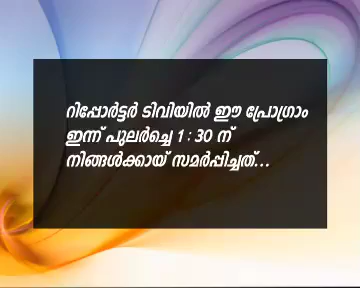 റിപ്പോർട്ടർ ടിവിയിൽ ഈ പ്രോഗ്രാം
ഇന്ന് പുലർച്ചെ 1 : 30 ന്
നിങ്ങൾക്കായ് സമർപ്പിച്ചത്...